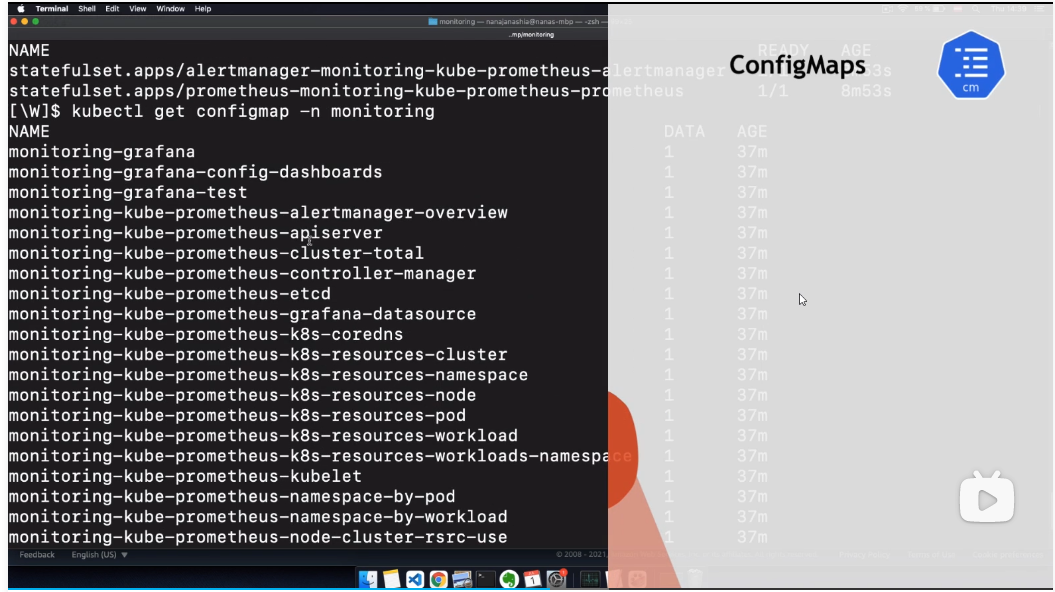 Terminal Shell Edit View Window Help
monitoring — nanajanashia@nanas-mbp — -zsh —
..mp/monitoring
NAME READY AGE
statefulset.apps/alertmanager-monitoring-kube-prometheus-alertmanager 53s
statefulset.apps/prometheus-monitoring-kube-prometheus-prometheus 1/1 8m53s
ConfigMaps
cm
[\W]$ kubectl get configmap -n monitoring
NAME DATA AGE
monitoring-grafana 1 37m
monitoring-grafana-config-dashboards 1 37m
monitoring-grafana-test 1 37m
monitoring-kube-prometheus-alertmanager-overview 1 37m
monitoring-kube-prometheus-apiserver 1 37m
monitoring-kube-prometheus-cluster-total 1 37m
monitoring-kube-prometheus-controller-manager 1 37m
monitoring-kube-prometheus-etcd 1 37m
monitoring-kube-prometheus-grafana-datasource 1 37m
monitoring-kube-prometheus-k8s-coredns 1 37m
monitoring-kube-prometheus-k8s-resources-cluster 1 37m
monitoring-kube-prometheus-k8s-resources-namespace 1 37m
monitoring-kube-prometheus-k8s-resources-node 1 37m
monitoring-kube-prometheus-k8s-resources-pod 1 37m
monitoring-kube-prometheus-k8s-resources-workload 1 37m
monitoring-kube-prometheus-k8s-resources-workloads-namespace 1 37m
monitoring-kube-prometheus-kubelet 1 37m
monitoring-kube-prometheus-namespace-by-pod 1 37m
monitoring-kube-prometheus-namespace-by-workload 1 37m
monitoring-kube-prometheus-node-cluster-rsrc-use 1 37m
Feedback English (US) © 2008 - 2021